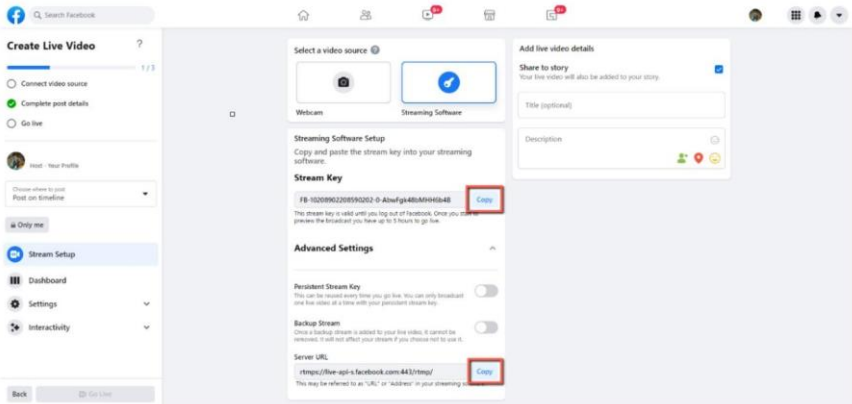 Search Facebook
6+
6+
Create Live Video
?
1 / 3
Connect video source
Complete post details
Go live
Host - Your Profile
Choose where to post
Post on timeline
Only me
Stream Setup
Dashboard
Settings
Interactivity
Back
Go Live
Select a video source
Webcam
Streaming Software
Streaming Software Setup
Copy and paste the stream key into your streaming
software.
Stream Key
Copy
This stream key is valid until you log out of Facebook. Once you start to
preview the broadcast you have up to 5 hours to go live.
Advanced Settings
Persistent Stream Key
This can be reused every time you go live. You can only broadcast
one live video at a time with your persistent stream key.
Backup Stream
Once a backup stream is added to your live video, it cannot be
removed. It will not affect your stream if you choose not to use it.
Server URL
rtmps://live-api-s.facebook.com:443/rtmp/
Copy
This may be referred to as "URL" or "Address" in your streaming software.
Add live video details
Share to story
Your live video will also be added to your story.
Title (optional)
Description